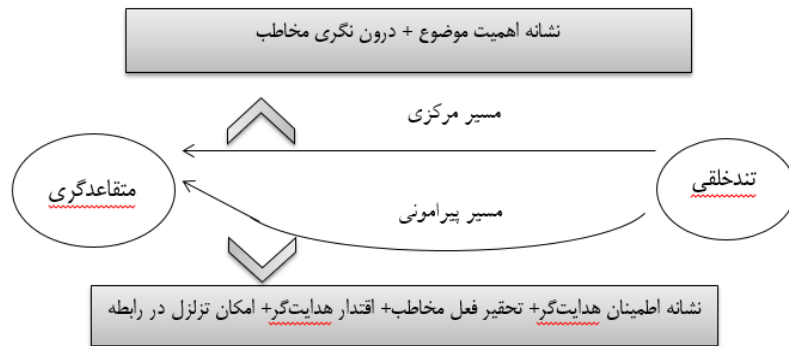 نشانه اهمیت موضوع + درون نگری مخاطب
مسیر مرکزی
تندخلقی
متقاعدگری
مسیر پیرامونی
نشانه اطمینان هدایت‌گر+ تحقیر فعل مخاطب+ اقتدار هدایت‌گر+ امکان تزلزل در رابطه